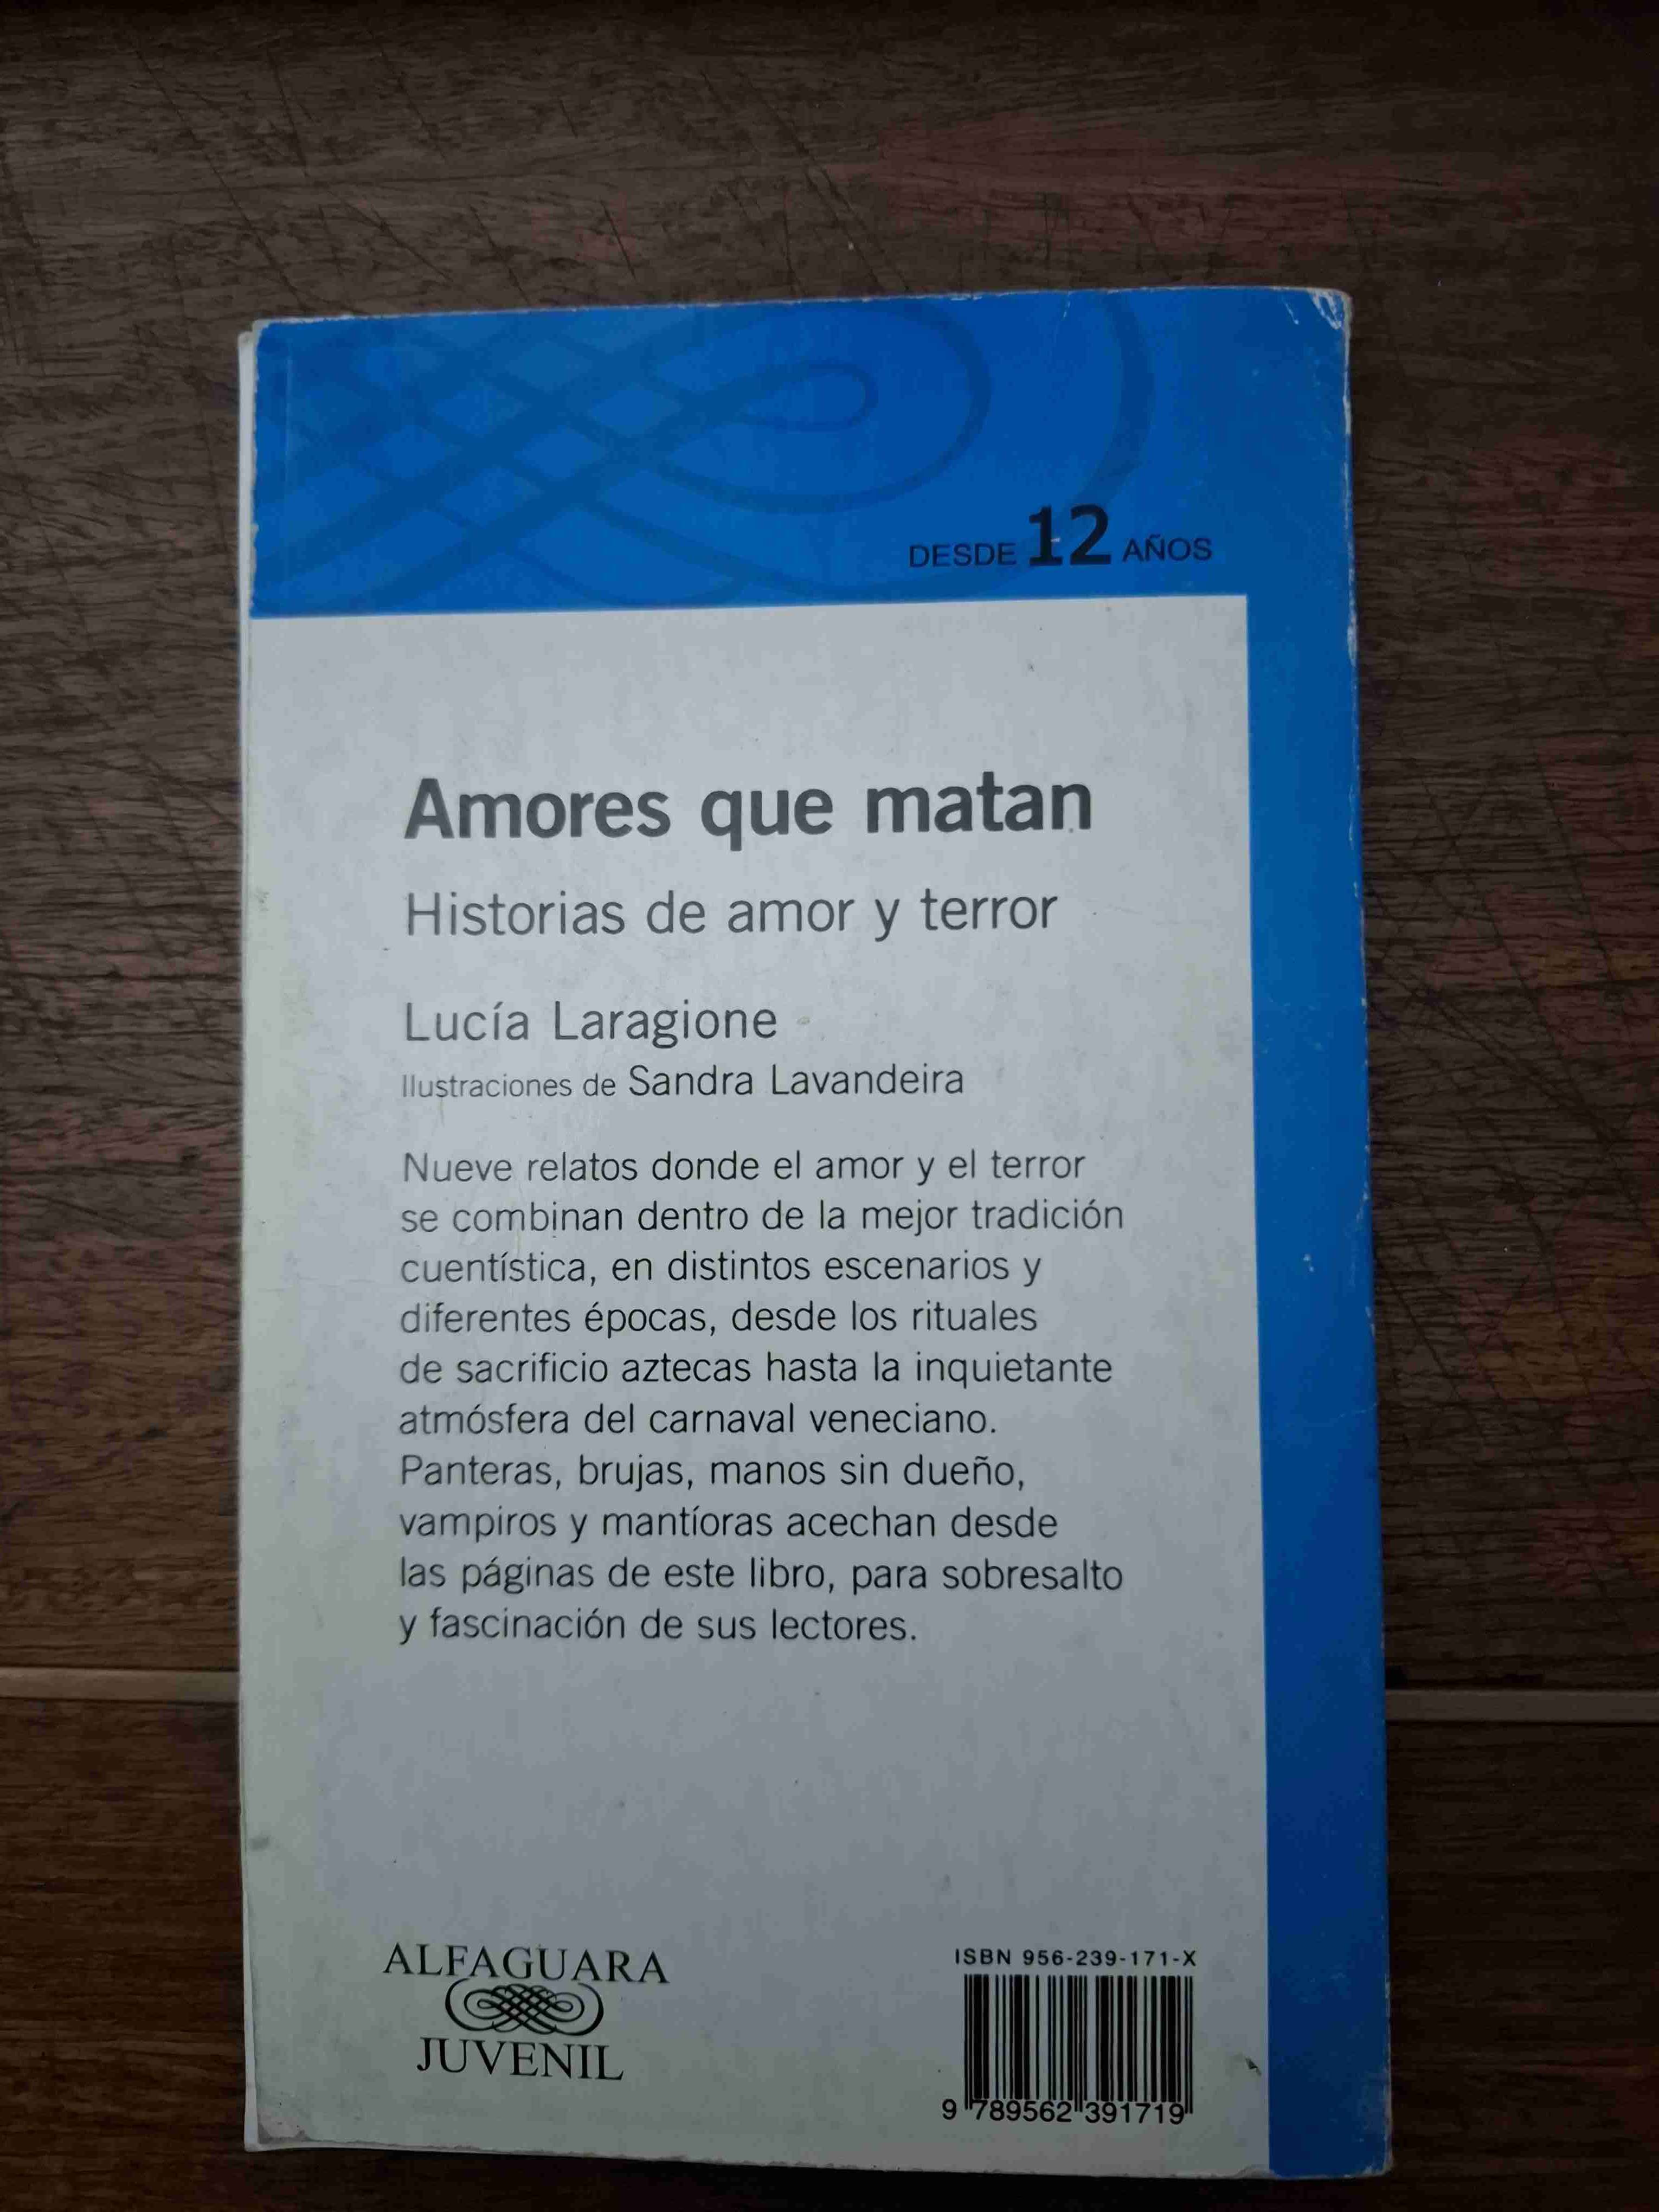 DESDE 12 AÑOS
Amores que matan
Historias de amor y terror
Lucía Laragione
Ilustraciones de Sandra Lavandeira
Nueve relatos donde el amor y el terror
se combinan dentro de la mejor tradición
cuentística, en distintos escenarios y
diferentes épocas, desde los rituales
de sacrificio aztecas hasta la inquietante
atmósfera del carnaval veneciano.
Panteras, brujas, manos sin dueño,
vampiros y mantíoras acechan desde
las páginas de este libro, para sobresalto
y fascinación de sus lectores.
ALFAGUARA
JUVENIL
ISBN 956-239-171-X
9 789562 391719